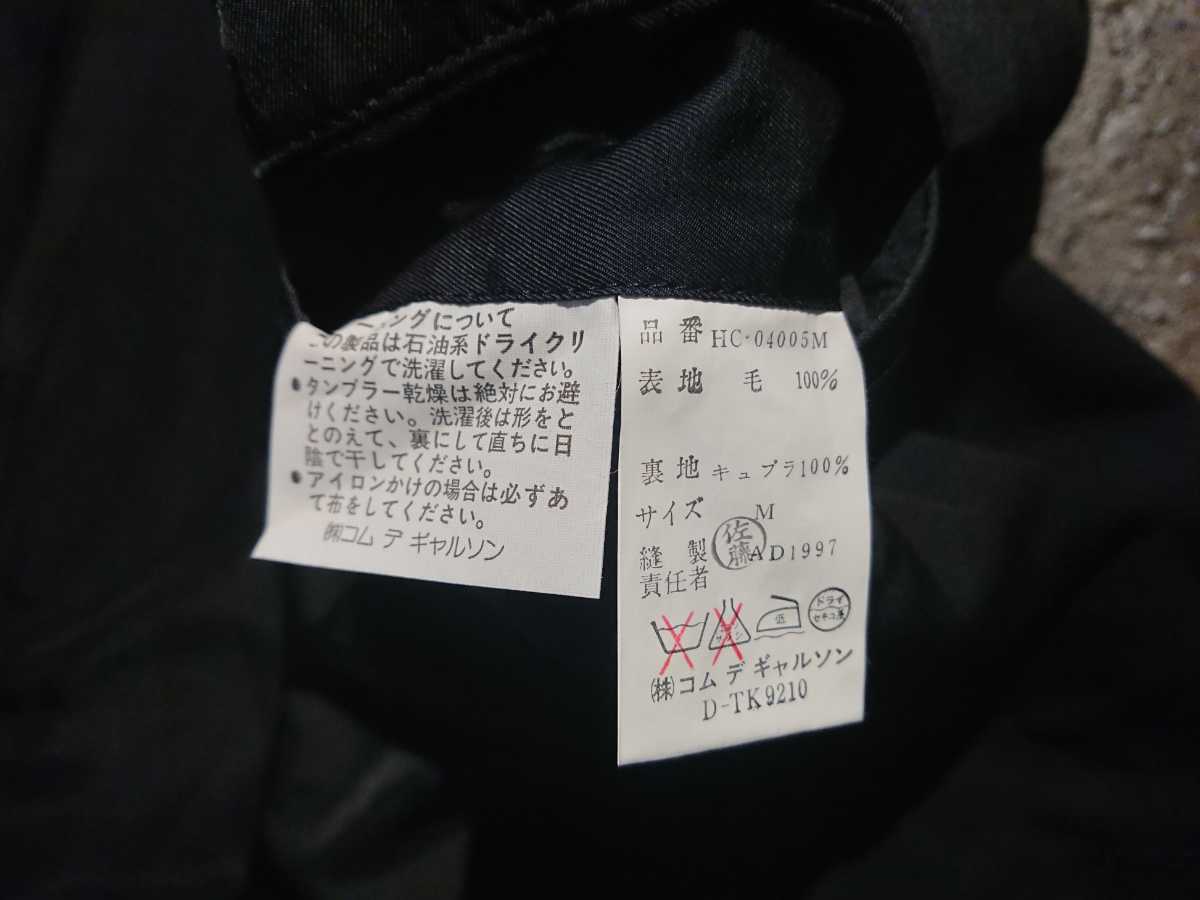 ニングについて
この製品は石油系ドライクリ
ーニングで洗濯してください。
●タンブラー乾燥は絶対にお避
けください。洗濯後は形をと
とのえて、裏にして直ちに日
陰で干してください。
●アイロンかけの場合は必ずあ
て布をしてください。
㈱コム デ ギャルソン
品番 HC・04005M
表地 毛 100%
裏地 キュプラ100%
サイズ M
縫製 佐藤 AD1997
責任者
低 ドライ セキユ系
㈱コム デ ギャルソン
D-TK9210